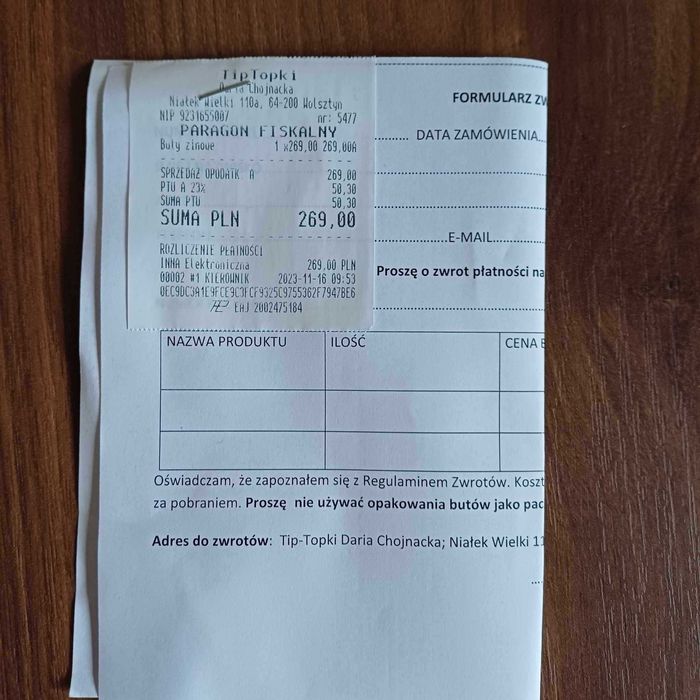 TipTopki
Daria Chojnacka
Niałek Wielki 110a, 64-200 Wolsztyn
NIP 9231655007 nr: 5477
PARAGON FISKALNY
Buty zimowe 1 x269,00 269,00A
SPRZEDAŻ OPODATK. A 269,00
PTU A 23% 50,30
SUMA PTU 50,30
SUMA PLN 269,00
ROZLICZENIE PŁATNOŚCI
INNA Elektroniczna 269,00 PLN
00002 #1 KIEROWNIK 2023-11-16 09:53
0EC9DC3A1E9FCE9C3FCF9325C9755362F7947BE6
EAJ 2002475184
FORMULARZ ZW
DATA ZAMÓWIENIA
E-MAIL
Proszę o zwrot płatności na
NAZWA PRODUKTU ILOŚĆ CENA B
Oświadczam, że zapoznałem się z Regulaminem Zwrotów. Koszt
za pobraniem. Proszę nie używać opakowania butów jako pac
Adres do zwrotów: Tip-Topki Daria Chojnacka; Niałek Wielki 11